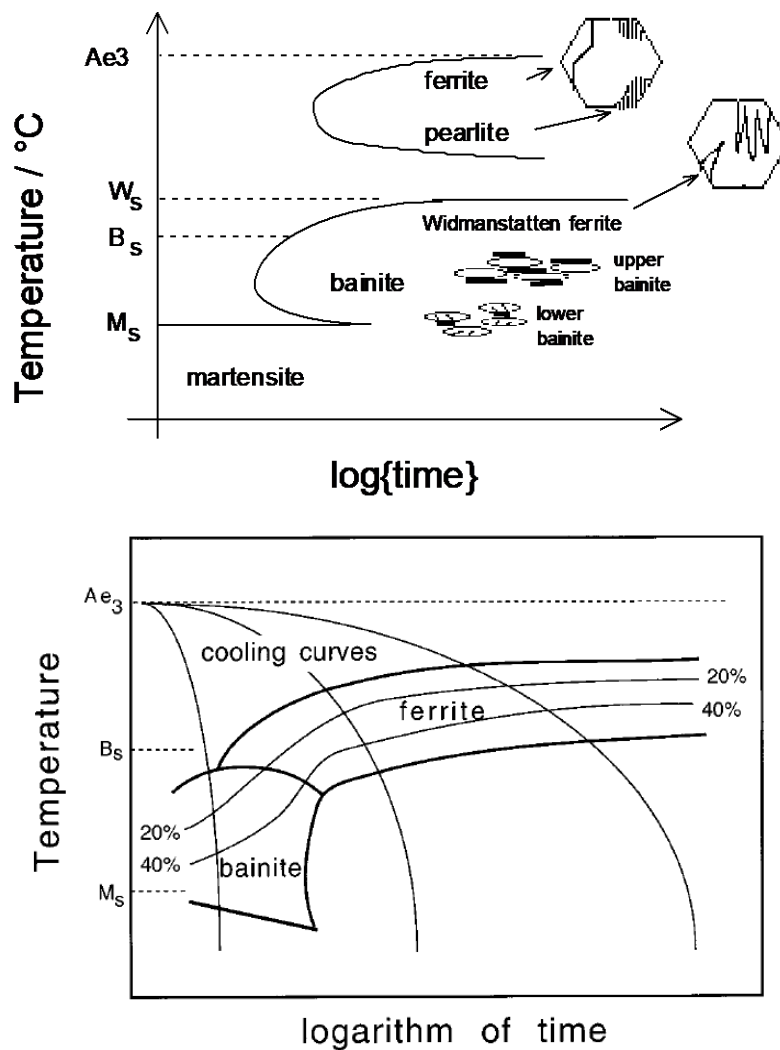 Ae3
ferrite
pearlite
Temperature / °C
Ws
Widmanstatten ferrite
Bs
bainite
upper
bainite
lower
bainite
Ms
martensite
log{time}
Ae3
cooling curves
20%
ferrite
40%
Temperature
Bs
20%
40%
bainite
Ms
logarithm of time